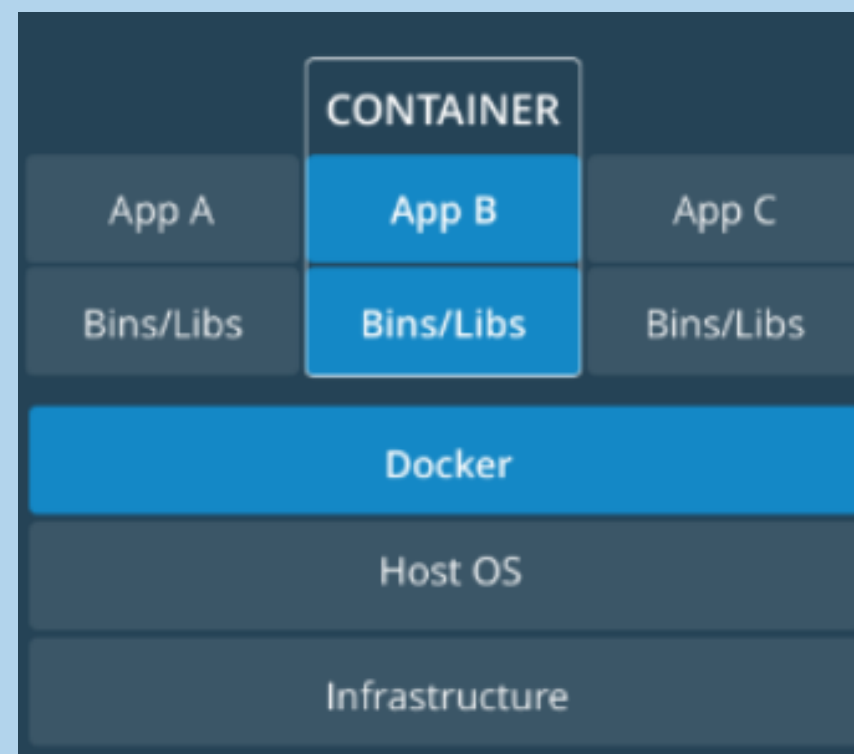 CONTAINER
App A App B App C
Bins/Libs Bins/Libs Bins/Libs
Docker
Host OS
Infrastructure